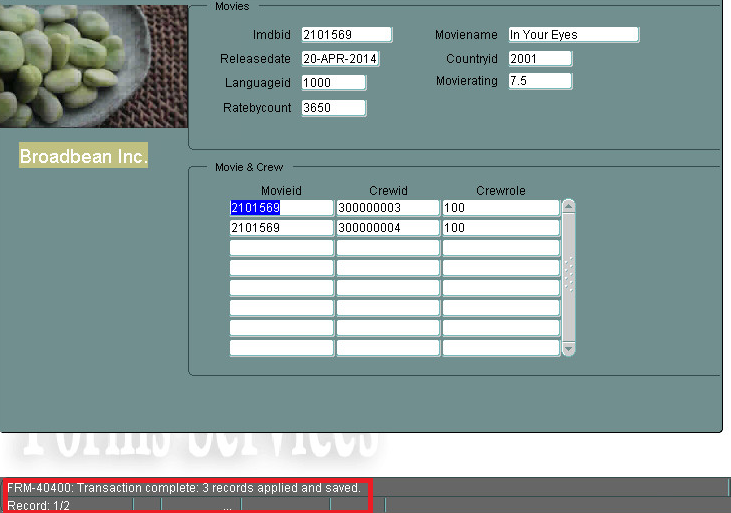 Movies
Imdbid 2101569 Moviename In Your Eyes
Releasedate 20-APR-2014 Countryid 2001
Languageid 1000 Movierating 7.5
Ratebycount 3650
Broadbean Inc.
Movie & Crew
Movieid Crewid Crewrole
2101569 300000003 100
2101569 300000004 100
Forms Services
FRM-40400: Transaction complete: 3 records applied and saved.
Record: 1/2 ...